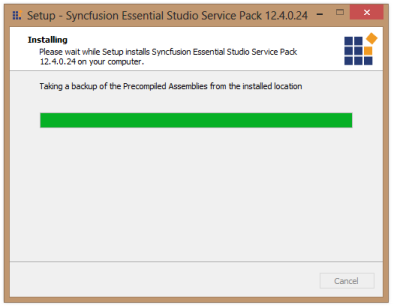 Setup - Syncfusion Essential Studio Service Pack 12.4.0.24
Installing
Please wait while Setup installs Syncfusion Essential Studio Service Pack
12.4.0.24 on your computer.
Taking a backup of the Precompiled Assemblies from the installed location
Cancel